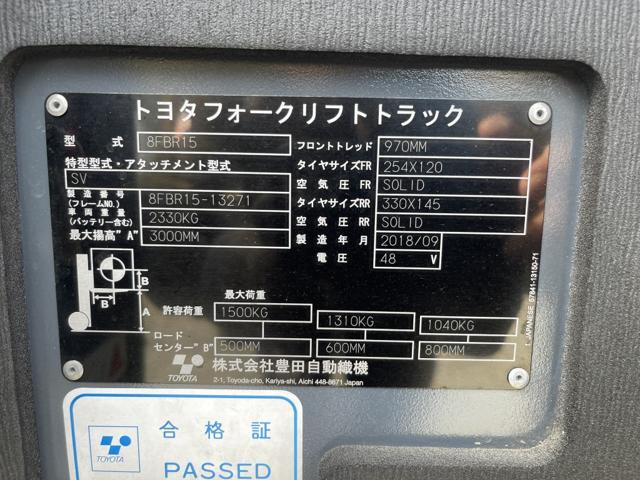 トヨタフォークリフトトラック
型式 8FBR15
特型型式・アタッチメント型式
SV
製造番号 (フレームNO.) 8FBR15-13271
車両重量 (バッテリー含む) 2330KG
最大揚高"A" 3000MM
フロントトレッド 970MM
タイヤサイズFR 254X120
空気圧FR SOLID
タイヤサイズRR 330X145
空気圧RR SOLID
製造年月 2018/09
電圧 48 V
B
B
A
最大荷重
許容荷重 1500KG 1310KG 1040KG
ロードセンター"B" 500MM 600MM 800MM
TOYOTA 株式会社豊田自動織機
2-1, Toyoda-cho, Kariya-shi, Aichi 448-8671 Japan
1. JAPANESE 57641-13150-71
TOYOTA
合格証
PASSED